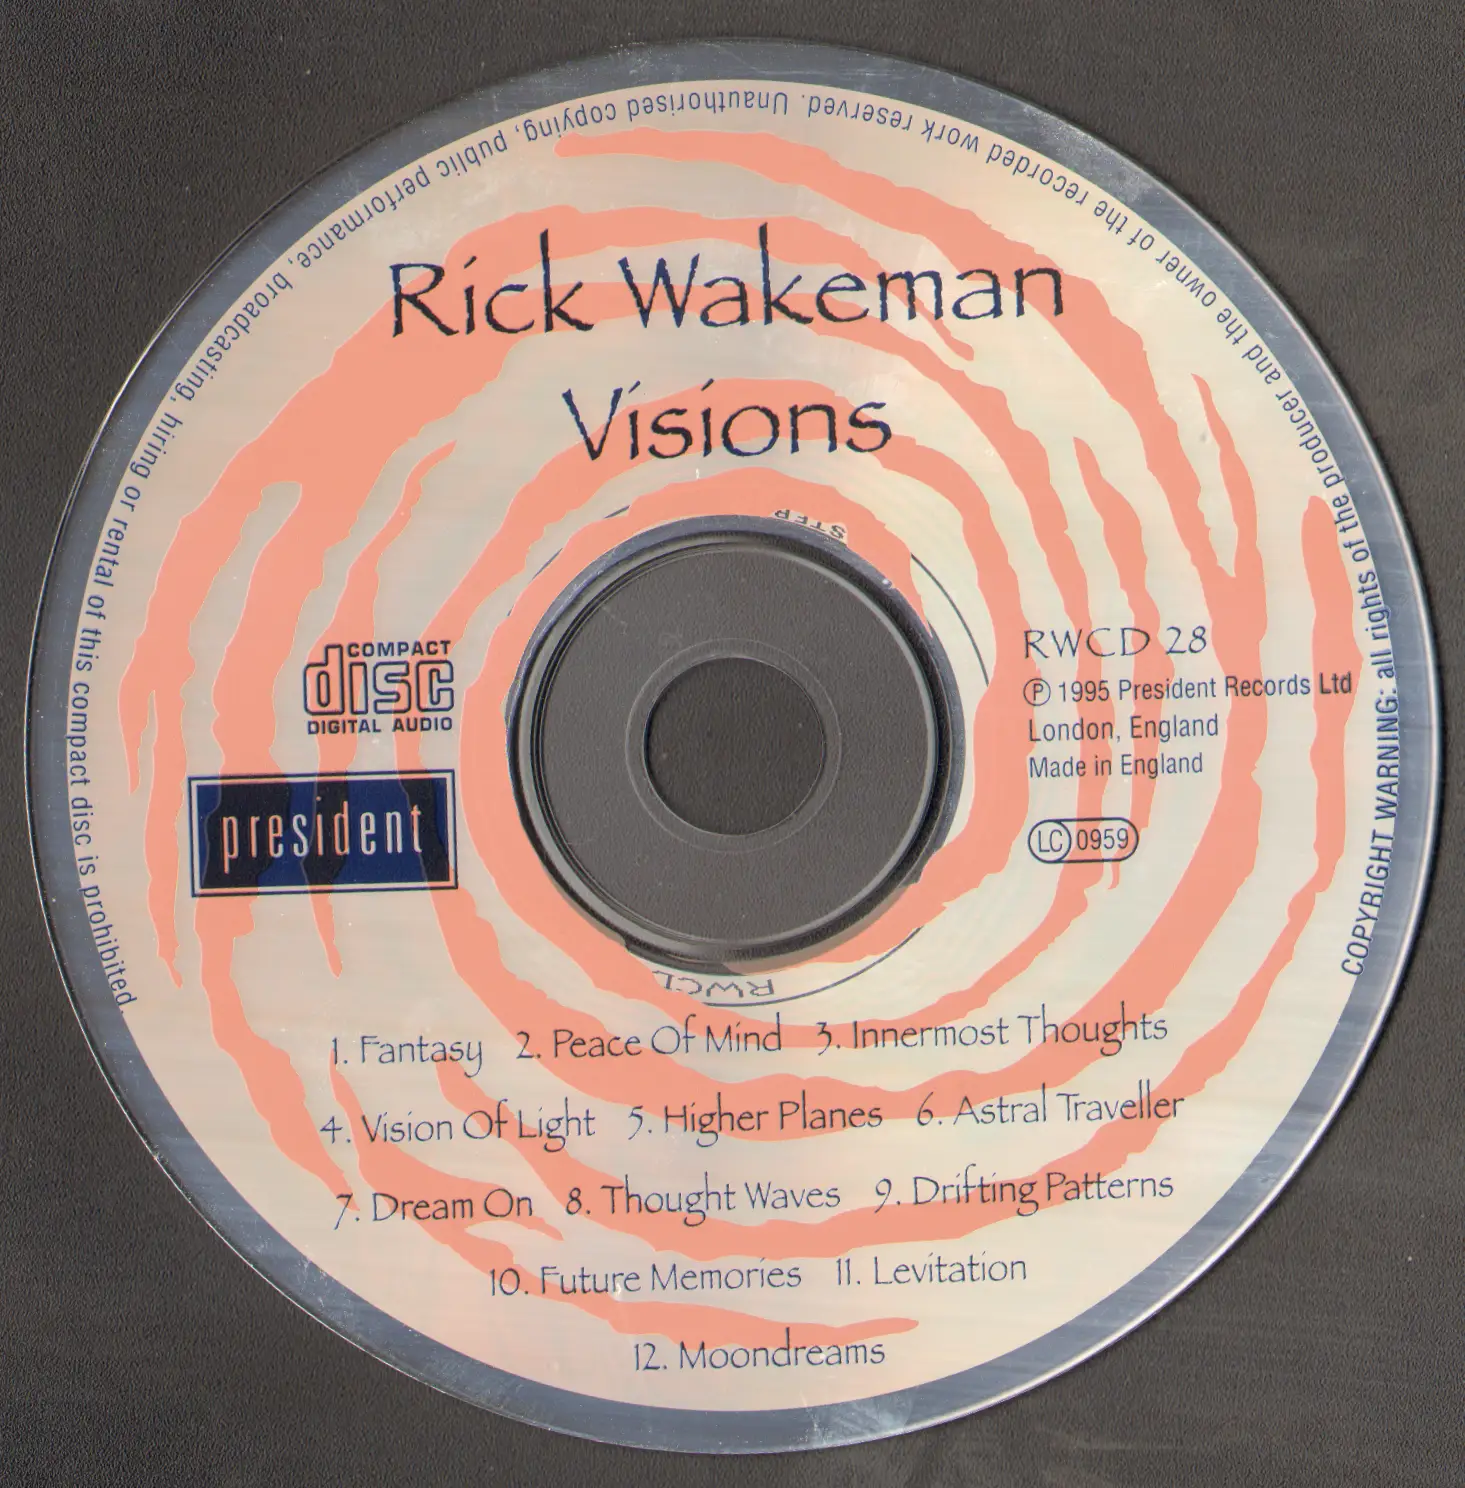 Rick Wakeman
Visions
COMPACT
disc
DIGITAL AUDIO
president
RWCD 28
℗ 1995 President Records Ltd
London, England
Made in England
LC 0959
1. Fantasy 2. Peace Of Mind 3. Innermost Thoughts
4. Vision Of Light 5. Higher Planes 6. Astral Traveller
7. Dream On 8. Thought Waves 9. Drifting Patterns
10. Future Memories 11. Levitation
12. Moondreams
COPYRIGHT WARNING: all rights of the producer and the owner of the recorded work reserved. Unauthorised copying, public performance, broadcasting, hiring or rental of this compact disc is prohibited.